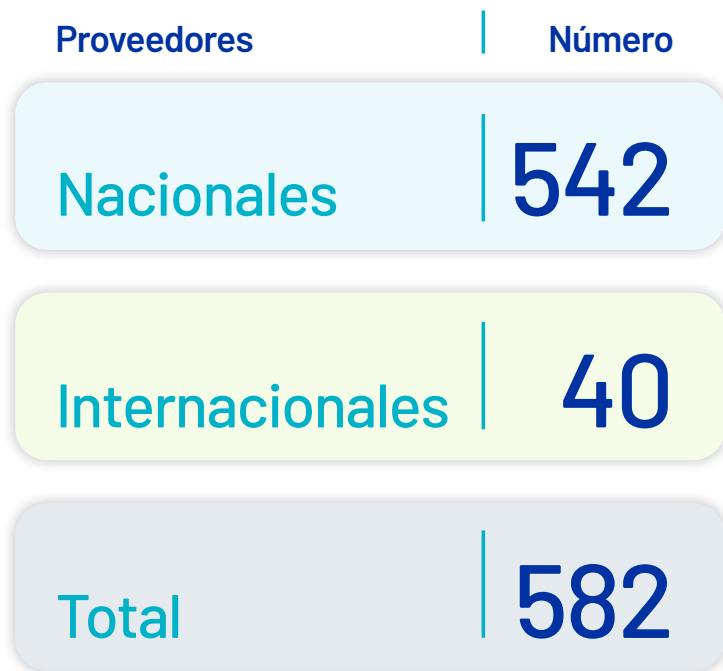 Proveedores Número
Nacionales 542
Internacionales 40
Total 582